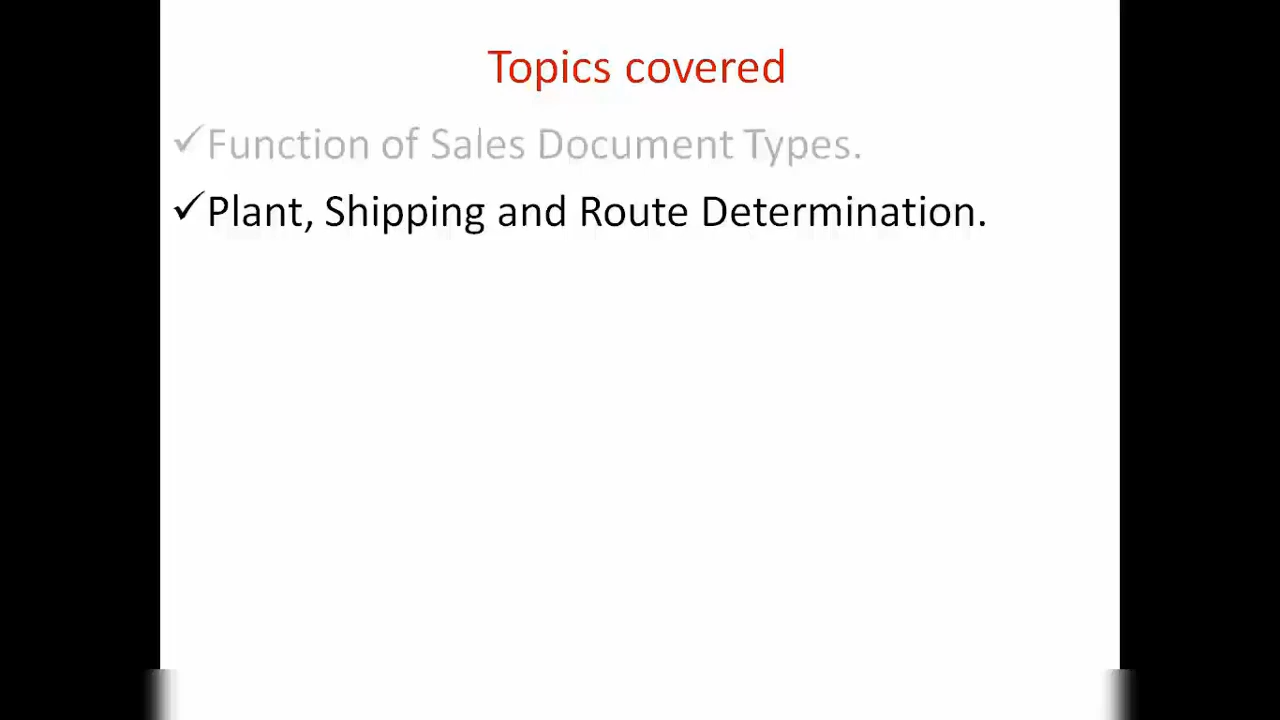 Topics covered
✓Function of Sales Document Types.
✓Plant, Shipping and Route Determination.